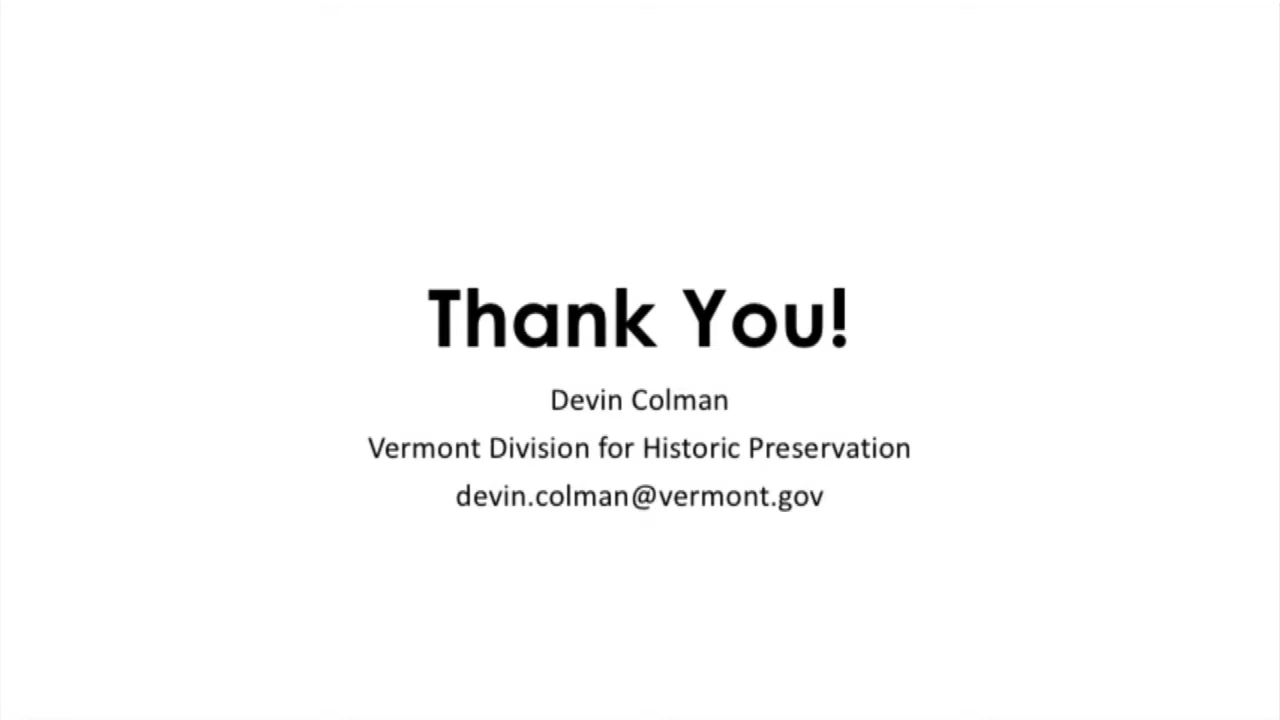 Thank You!
Devin Colman
Vermont Division for Historic Preservation
devin.colman@vermont.gov